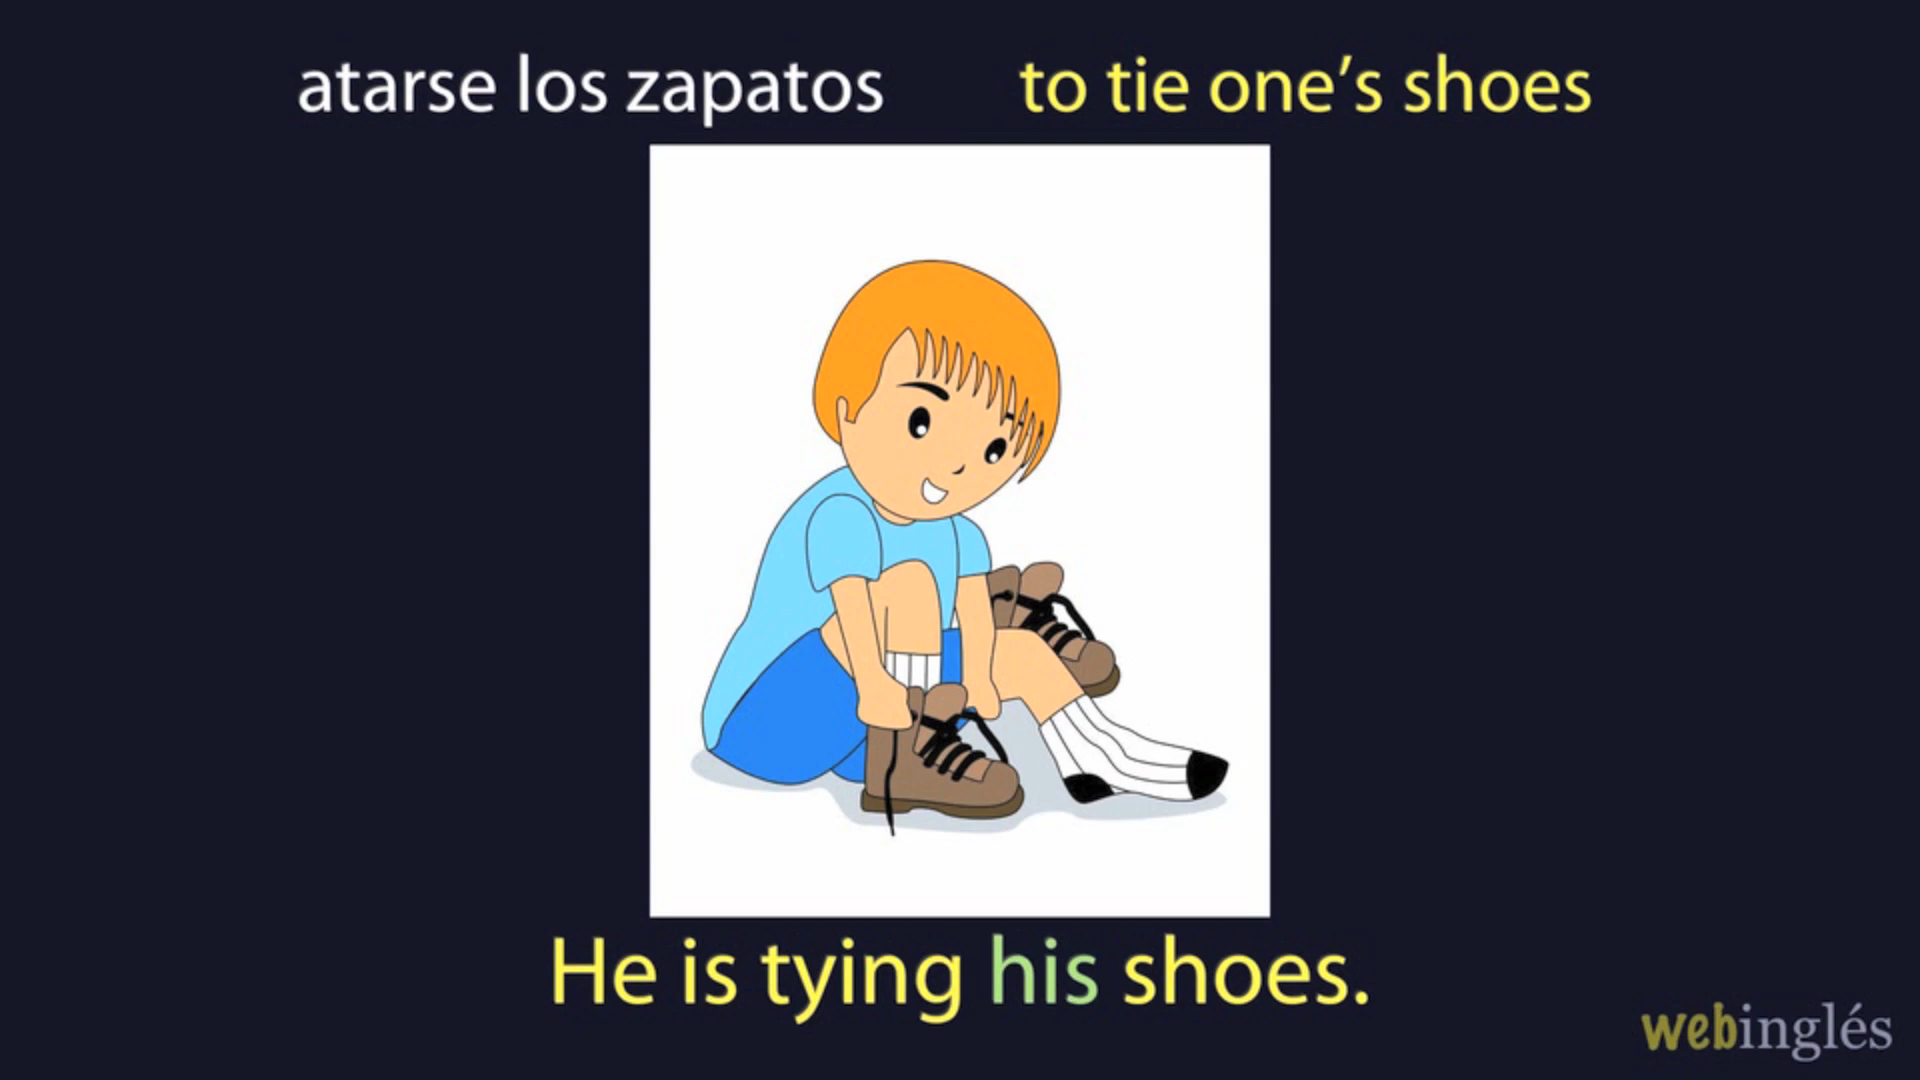 atarse los zapatos
to tie one’s shoes
He is tying his shoes.
webinglés